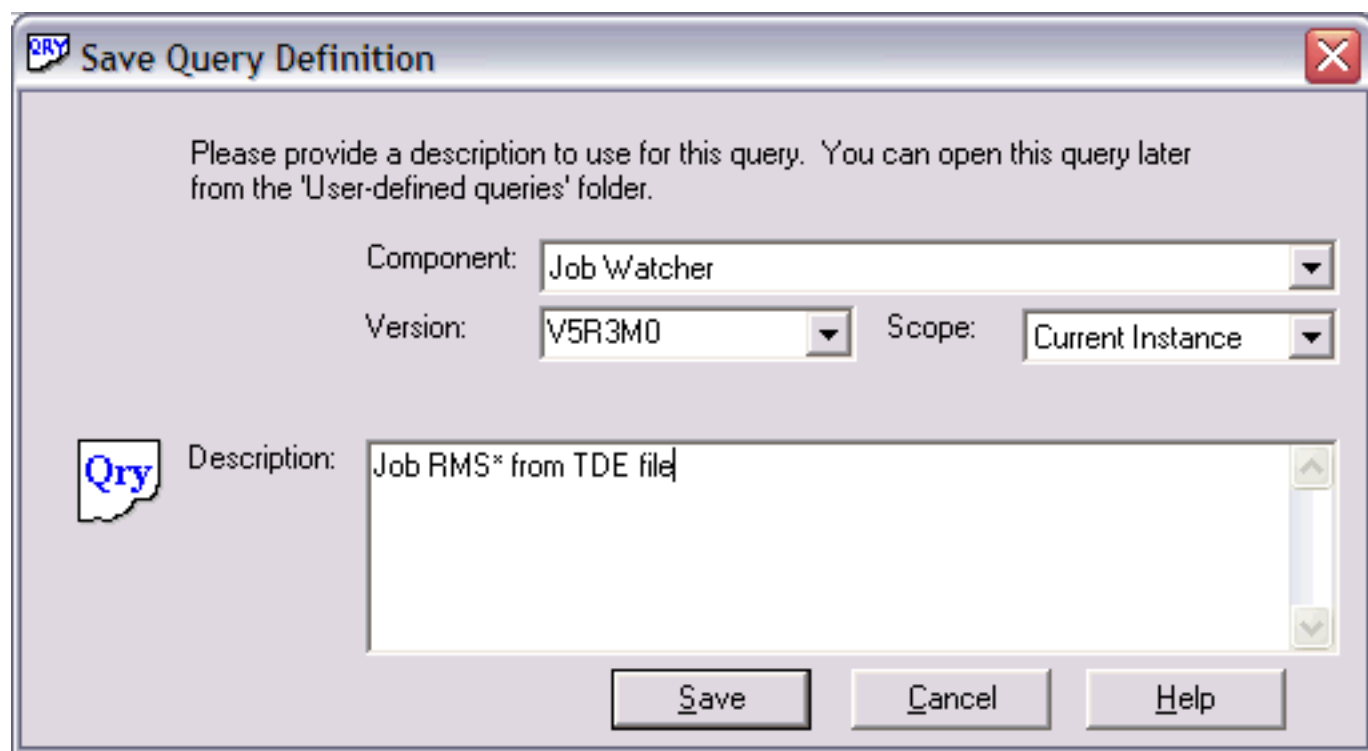 QRY Save Query Definition
Please provide a description to use for this query. You can open this query later
from the 'User-defined queries' folder.
Component: Job Watcher
Version: V5R3M0 Scope: Current Instance
Qry Description: Job RMS* from TDE file
Save Cancel Help